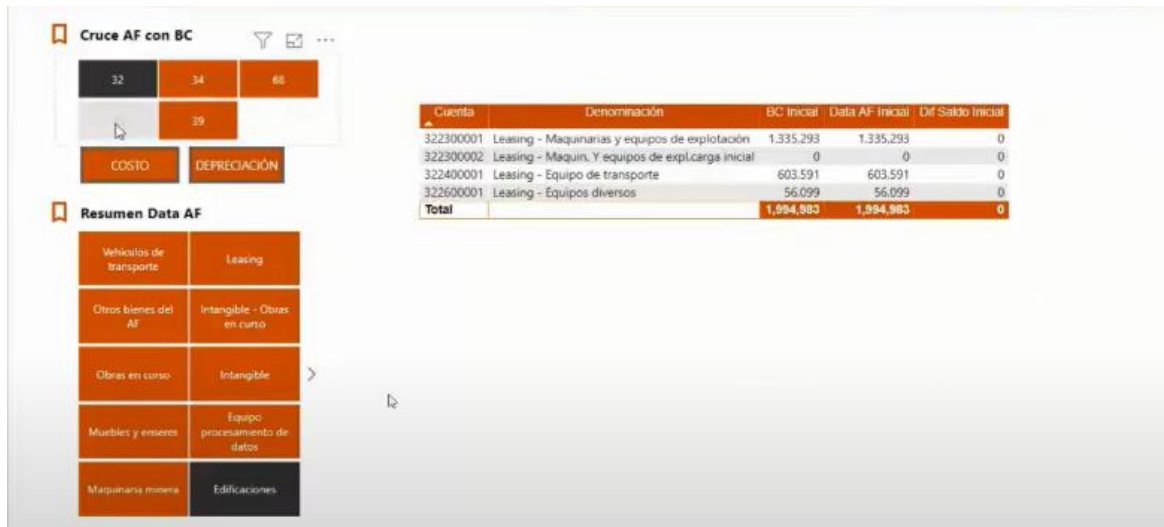 Cruce AF con BC
32 34 68
39
COSTO DEPRECIACIÓN
Cuenta Denominación BC Inicial Data AF Inicial Dif Saldo Inicial
322300001 Leasing - Maquinarias y equipos de explotación 1.335.293 1.335.293 0
322300002 Leasing - Maquin. Y equipos de expl.carga inicial 0 0 0
322400001 Leasing - Equipo de transporte 603.591 603.591 0
322600001 Leasing - Equipos diversos 56.099 56.099 0
Total 1,994,983 1,994,983 0
Resumen Data AF
Vehículos de
transporte
Leasing
Otros bienes del
AF
Intangible - Obras
en curso
Obras en curso
Intangible
Muebles y enseres
Equipo
procesamiento de
datos
Maquinaria minera
Edificaciones